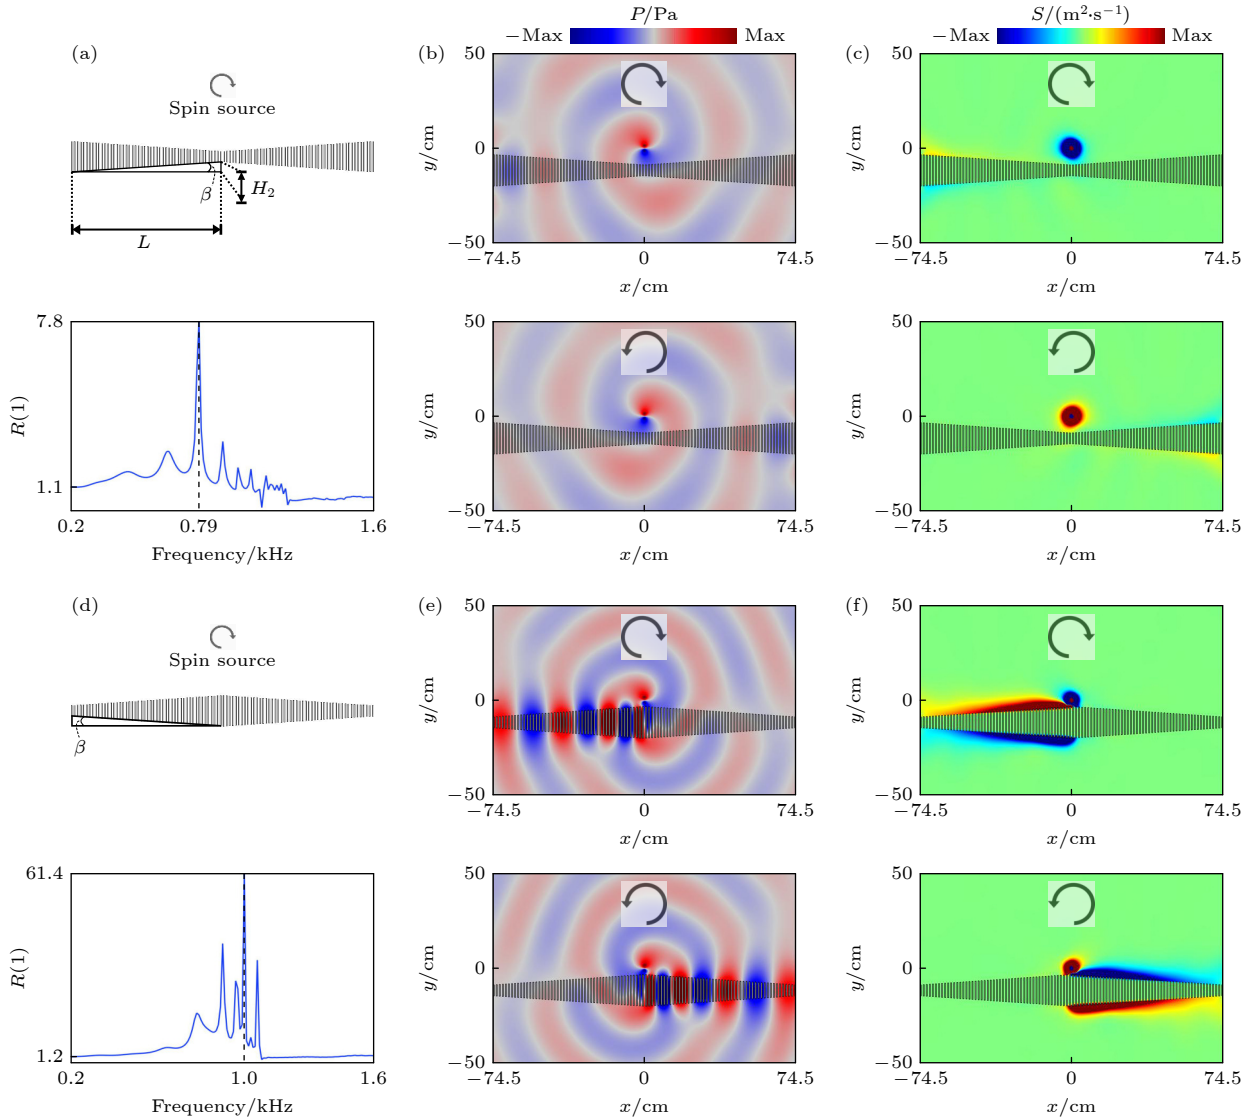 P/Pa
−Max Max
S/(m²·s⁻¹)
−Max Max
(a)
Spin source
β
H₂
L
7.8
1.1
R(1)
0.2 0.79 1.6
Frequency/kHz
(b)
50
0
−50
y/cm
−74.5 0 74.5
x/cm
50
0
−50
y/cm
−74.5 0 74.5
x/cm
(c)
50
0
−50
y/cm
−74.5 0 74.5
x/cm
50
0
−50
y/cm
−74.5 0 74.5
x/cm
(d)
Spin source
β
61.4
1.2
R(1)
0.2 1.0 1.6
Frequency/kHz
(e)
50
0
−50
y/cm
−74.5 0 74.5
x/cm
50
0
−50
y/cm
−74.5 0 74.5
x/cm
(f)
50
0
−50
y/cm
−74.5 0 74.5
x/cm
50
0
−50
y/cm
−74.5 0 74.5
x/cm